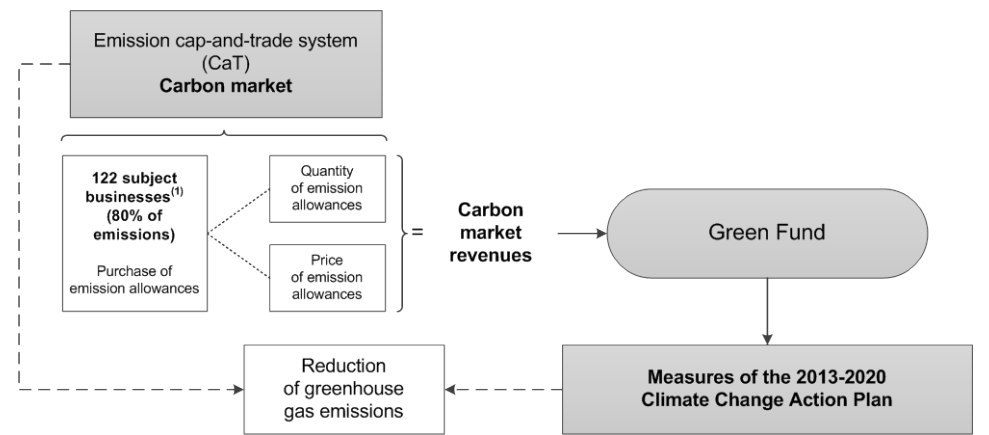 Emission cap-and-trade system
(CaT)
Carbon market
122 subject
businesses(1)
(80% of
emissions)
Purchase of
emission allowances
Quantity
of emission
allowances
Price
of emission
allowances
=
Carbon
market
revenues
Green Fund
Reduction
of greenhouse
gas emissions
Measures of the 2013-2020
Climate Change Action Plan